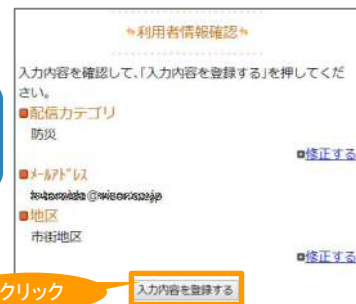 利用者情報確認
入力内容を確認して、「入力内容を登録する」を押してくだ
さい。
■配信カテゴリ
防災
修正する
■メールアドレス
■地区
市街地区
修正する
クリック
入力内容を登録する